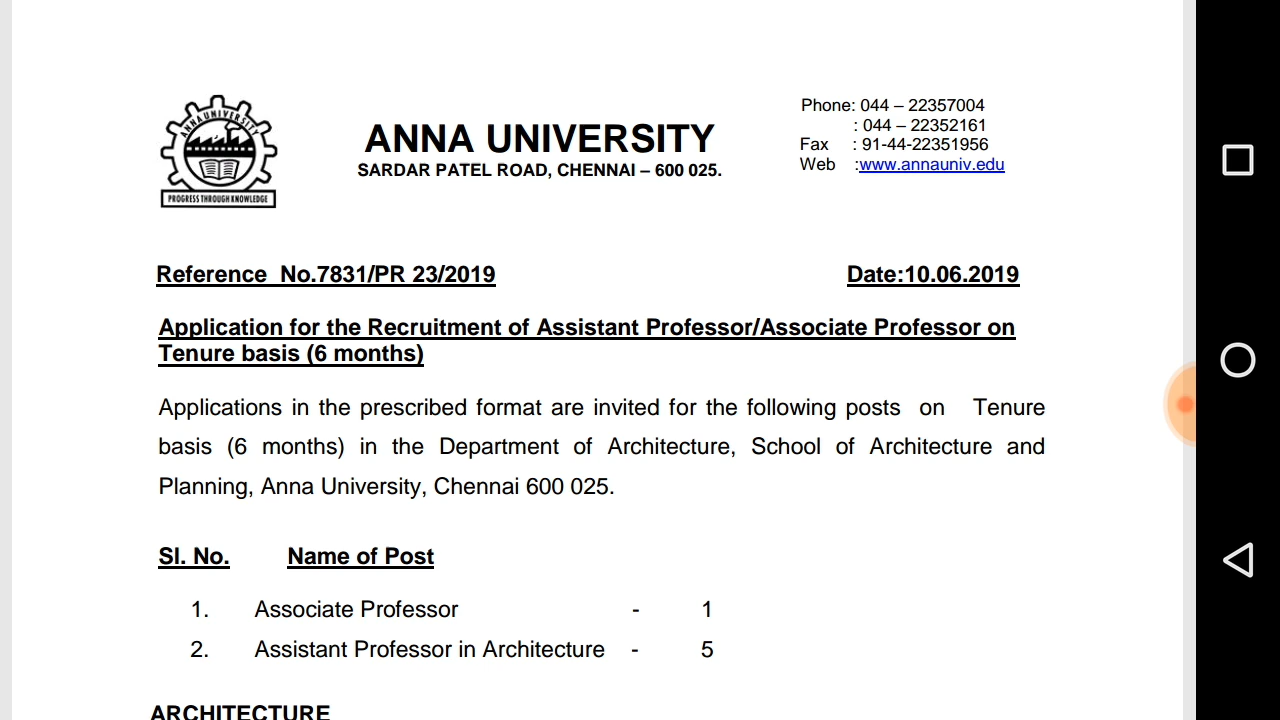 ANNA UNIVERSITY
PROGRESS THROUGH KNOWLEDGE
ANNA UNIVERSITY
SARDAR PATEL ROAD, CHENNAI – 600 025.
Phone: 044 – 22357004
: 044 – 22352161
Fax : 91-44-22351956
Web :www.annauniv.edu
Reference No.7831/PR 23/2019 Date:10.06.2019
Application for the Recruitment of Assistant Professor/Associate Professor on
Tenure basis (6 months)
Applications in the prescribed format are invited for the following posts on Tenure
basis (6 months) in the Department of Architecture, School of Architecture and
Planning, Anna University, Chennai 600 025.
Sl. No. Name of Post
1. Associate Professor - 1
2. Assistant Professor in Architecture - 5
ARCHITECTURE